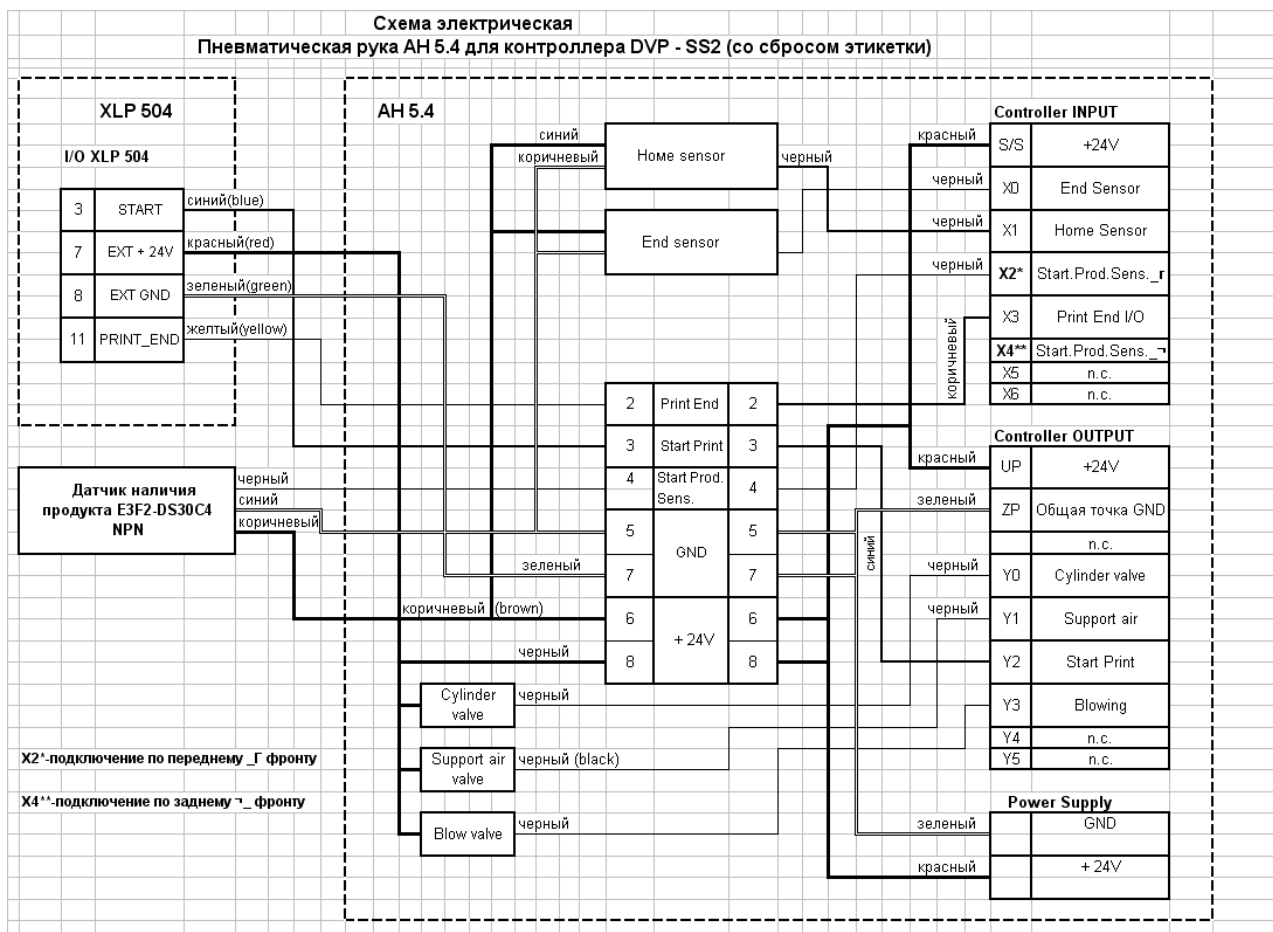 Схема электрическая
Пневматическая рука АН 5.4 для контроллера DVP - SS2 (со сбросом этикетки)
XLP 504
I/O XLP 504
3 START синий(blue)
7 EXT + 24V красный(red)
8 EXT GND зеленый(green)
11 PRINT_END желтый(yellow)
Датчик наличия
продукта E3F2-DS30C4
NPN
черный
синий
коричневый
X2*-подключение по переднему _Г фронту
X4**-подключение по заднему ¬_ фронту
АН 5.4
синий
коричневый
Home sensor
черный
End sensor
2 Print End 2
3 Start Print 3
4 Start Prod. Sens. 4
5 GND 5
зеленый
7 7
коричневый (brown)
6 + 24V 6
черный
8 8
Cylinder
valve
черный
Support air
valve
черный (black)
Blow valve
черный
Controller INPUT
красный S/S +24V
черный X0 End Sensor
черный X1 Home Sensor
черный X2* Start.Prod.Sens._г
коричневый
X3 Print End I/O
X4** Start.Prod.Sens._¬
X5 n.c.
X6 n.c.
Controller OUTPUT
красный UP +24V
зеленый ZP Общая точка GND
n.c.
синий
черный Y0 Cylinder valve
черный Y1 Support air
Y2 Start Print
Y3 Blowing
Y4 n.c.
Y5 n.c.
Power Supply
зеленый GND
красный + 24V